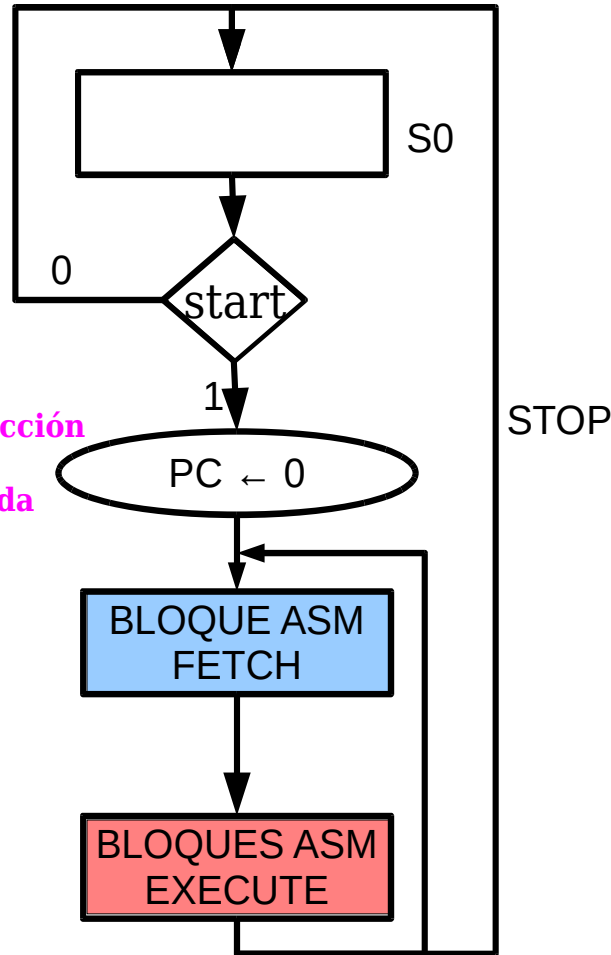 S0
0
start
1
cción
STOP
PC ← 0
da
BLOQUE ASM
FETCH
BLOQUES ASM
EXECUTE